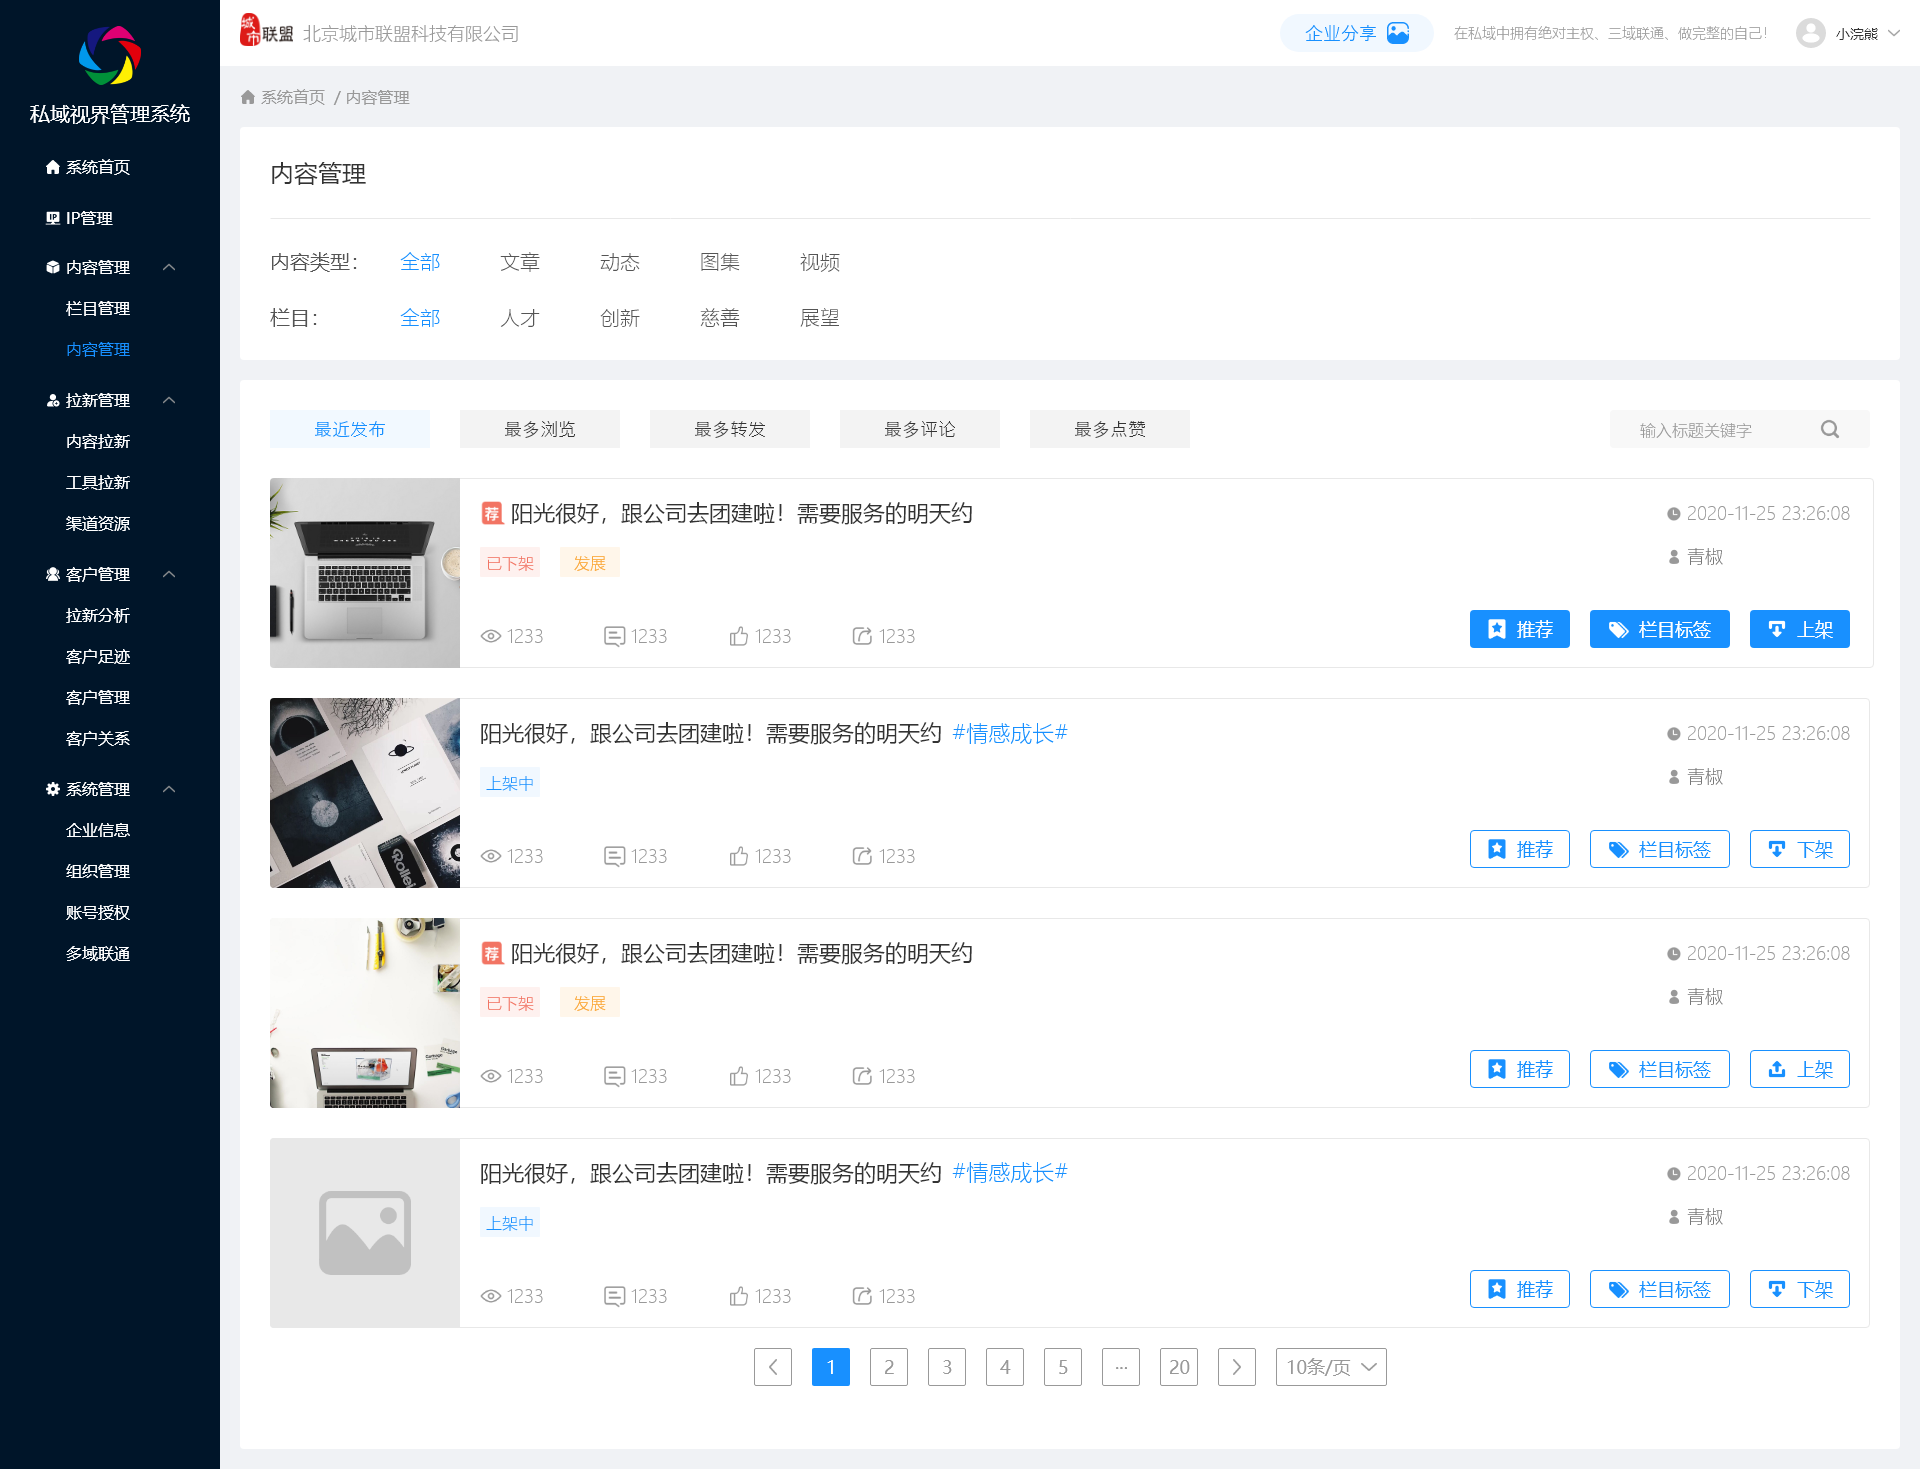 私域视界管理系统
系统首页
IP管理
内容管理
栏目管理
内容管理
拉新管理
内容拉新
工具拉新
渠道资源
客户管理
拉新分析
客户足迹
客户管理
客户关系
系统管理
企业信息
组织管理
账号授权
多域联通
城市联盟 北京城市联盟科技有限公司
企业分享
在私域中拥有绝对主权、三域联通、做完整的自己！
小浣熊
系统首页 / 内容管理
内容管理
内容类型： 全部 文章 动态 图集 视频
栏目： 全部 人才 创新 慈善 展望
最近发布 最多浏览 最多转发 最多评论 最多点赞 输入标题关键字
荐 阳光很好，跟公司去团建啦！需要服务的明天约 2020-11-25 23:26:08
已下架 发展 青椒
1233 1233 1233 1233 推荐 栏目标签 上架
阳光很好，跟公司去团建啦！需要服务的明天约 #情感成长# 2020-11-25 23:26:08
上架中 青椒
1233 1233 1233 1233 推荐 栏目标签 下架
Rollei
荐 阳光很好，跟公司去团建啦！需要服务的明天约 2020-11-25 23:26:08
已下架 发展 青椒
1233 1233 1233 1233 推荐 栏目标签 上架
阳光很好，跟公司去团建啦！需要服务的明天约 #情感成长# 2020-11-25 23:26:08
上架中 青椒
1233 1233 1233 1233 推荐 栏目标签 下架
1 2 3 4 5 ... 20 10条/页